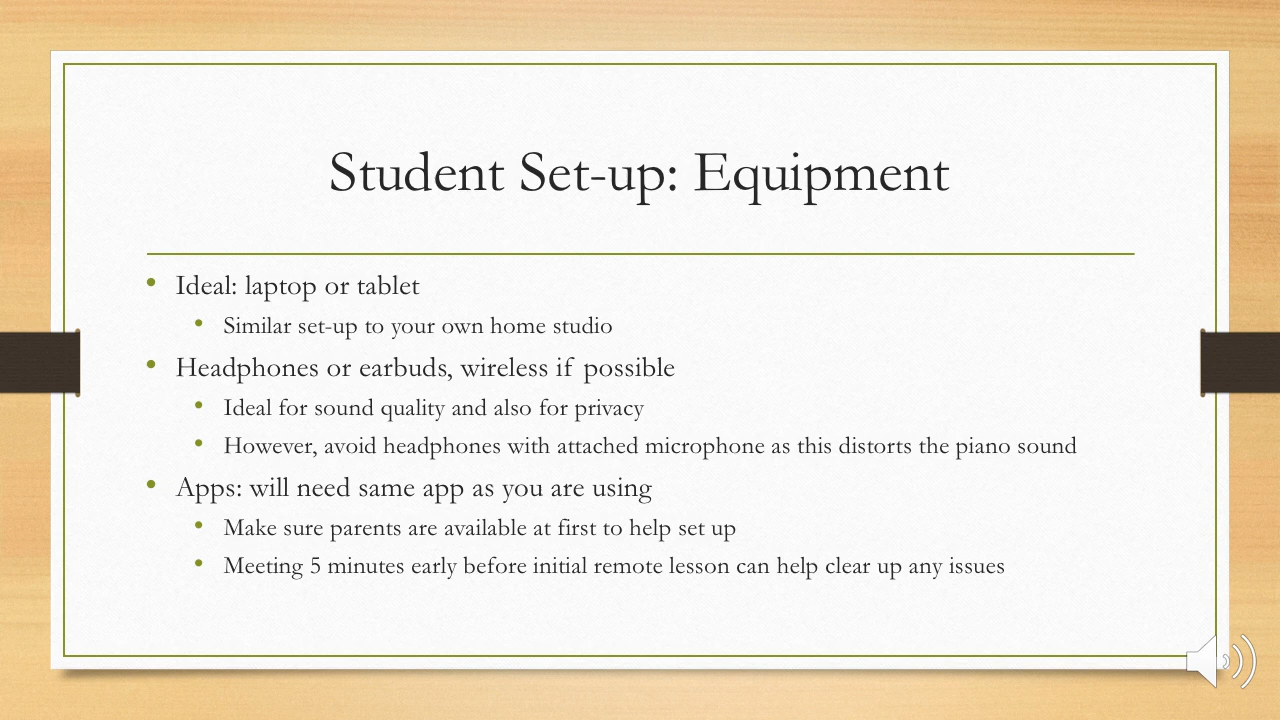 Student Set-up: Equipment
• Ideal: laptop or tablet
• Similar set-up to your own home studio
• Headphones or earbuds, wireless if possible
• Ideal for sound quality and also for privacy
• However, avoid headphones with attached microphone as this distorts the piano sound
• Apps: will need same app as you are using
• Make sure parents are available at first to help set up
• Meeting 5 minutes early before initial remote lesson can help clear up any issues